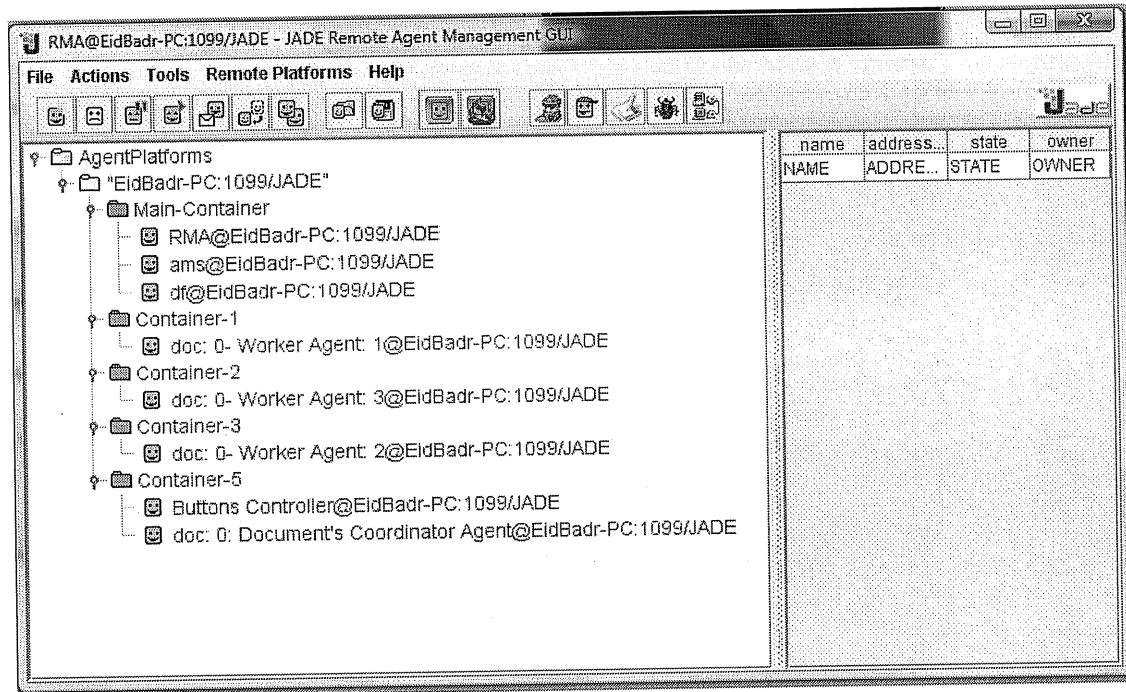 RMA@EidBadr-PC:1099/JADE - JADE Remote Agent Management GUI
File Actions Tools Remote Platforms Help
Jade
name address... state owner
NAME ADDRE... STATE OWNER
AgentPlatforms
"EidBadr-PC:1099/JADE"
Main-Container
RMA@EidBadr-PC:1099/JADE
ams@EidBadr-PC:1099/JADE
df@EidBadr-PC:1099/JADE
Container-1
doc: 0- Worker Agent: 1@EidBadr-PC:1099/JADE
Container-2
doc: 0- Worker Agent: 3@EidBadr-PC:1099/JADE
Container-3
doc: 0- Worker Agent: 2@EidBadr-PC:1099/JADE
Container-5
Buttons Controller@EidBadr-PC:1099/JADE
doc: 0: Document's Coordinator Agent@EidBadr-PC:1099/JADE